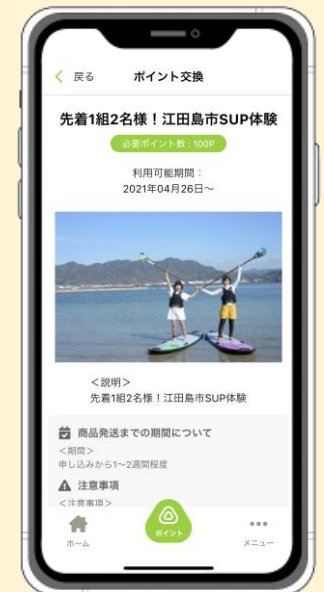 戻る
ポイント交換
先着1組2名様！江田島市SUP体験
必要ポイント数 : 100P
利用可能期間 :
2021年04月26日～
＜説明＞
先着1組2名様！江田島市SUP体験
商品発送までの期間について
＜期間＞
申し込みから1～2週間程度
注意事項
＜注意事項＞
ホーム
ポイント
メニュー